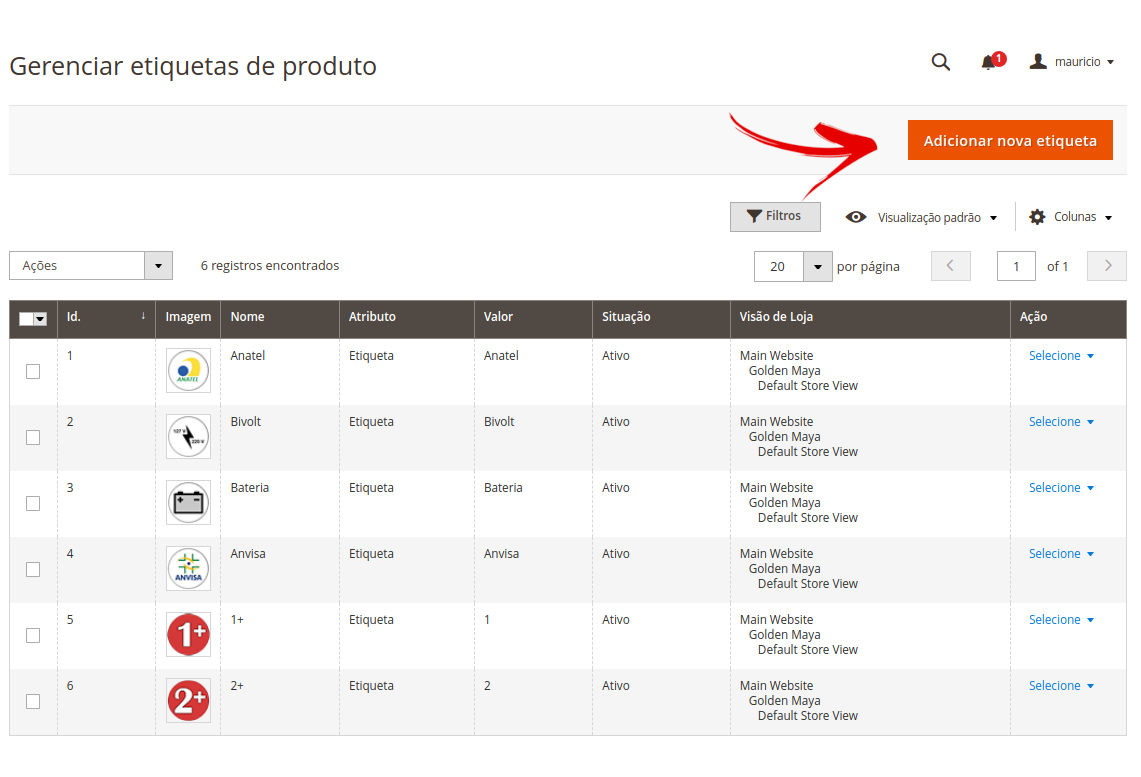 Gerenciar etiquetas de produto
1
mauricio
Adicionar nova etiqueta
Filtros
Visualização padrão
Colunas
Ações
6 registros encontrados
20
por página
1
of 1
Id. ↓ Imagem Nome Atributo Valor Situação Visão de Loja Ação
1 ANATEL Anatel Etiqueta Anatel Ativo Main Website Selecione
Golden Maya
Default Store View
2 127 V 220 V Bivolt Etiqueta Bivolt Ativo Main Website Selecione
Golden Maya
Default Store View
3 Bateria Etiqueta Bateria Ativo Main Website Selecione
Golden Maya
Default Store View
4 ANVISA Anvisa Etiqueta Anvisa Ativo Main Website Selecione
Golden Maya
Default Store View
5 1+ 1+ Etiqueta 1 Ativo Main Website Selecione
Golden Maya
Default Store View
6 2+ 2+ Etiqueta 2 Ativo Main Website Selecione
Golden Maya
Default Store View